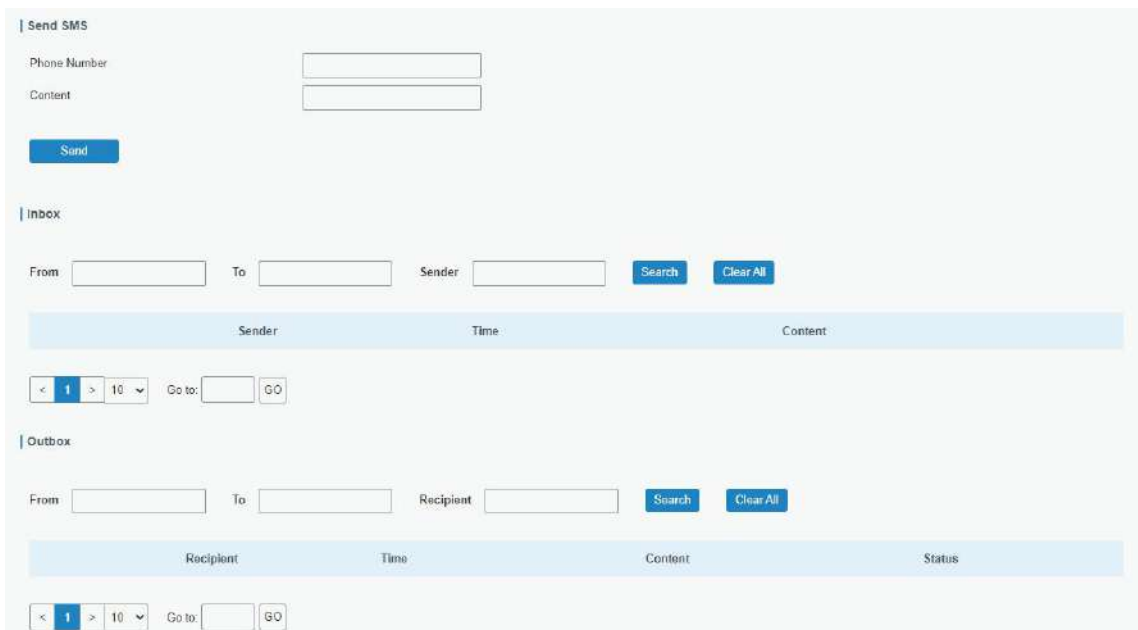 Send SMS
Phone Number
Content
Send
Inbox
From To Sender Search Clear All
Sender Time Content
< 1 > 10 Go to: GO
Outbox
From To Recipient Search Clear All
Recipient Time Content Status
< 1 > 10 Go to: GO